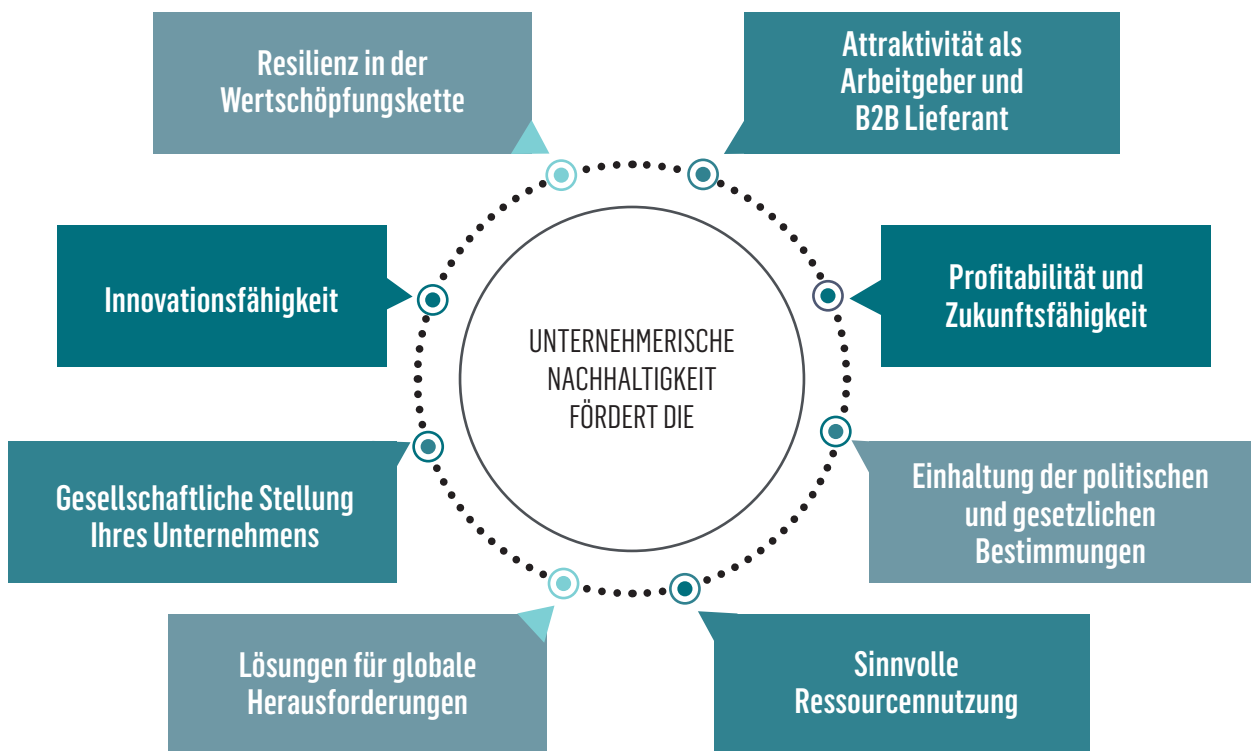 Resilienz in der
Wertschöpfungskette
Attraktivität als
Arbeitgeber und
B2B Lieferant
Innovationsfähigkeit
Profitabilität und
Zukunftsfähigkeit
UNTERNEHMERISCHE
NACHHALTIGKEIT
FÖRDERT DIE
Gesellschaftliche Stellung
Ihres Unternehmens
Einhaltung der politischen
und gesetzlichen
Bestimmungen
Lösungen für globale
Herausforderungen
Sinnvolle
Ressourcennutzung